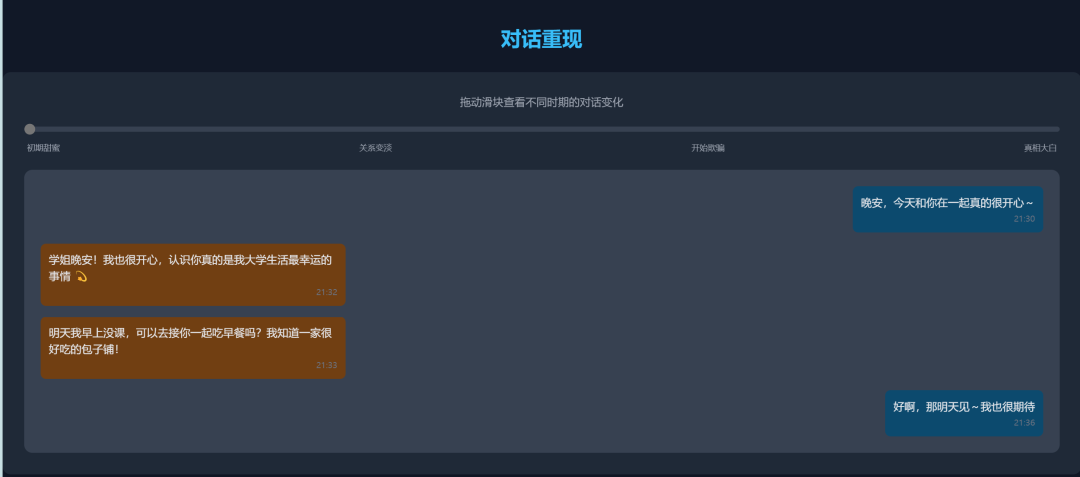 对话重现
拖动滑块查看不同时期的对话变化
初期甜蜜
关系变淡
开始欺骗
真相大白
晚安，今天和你在一起真的很开心～
21:30
学姐晚安！我也很开心，认识你真的是我大学生活最幸运的
事情 💫
21:32
明天我早上没课，可以去接你一起吃早餐吗？我知道一家很
好吃的包子铺！
21:33
好啊，那明天见～我也很期待
21:36